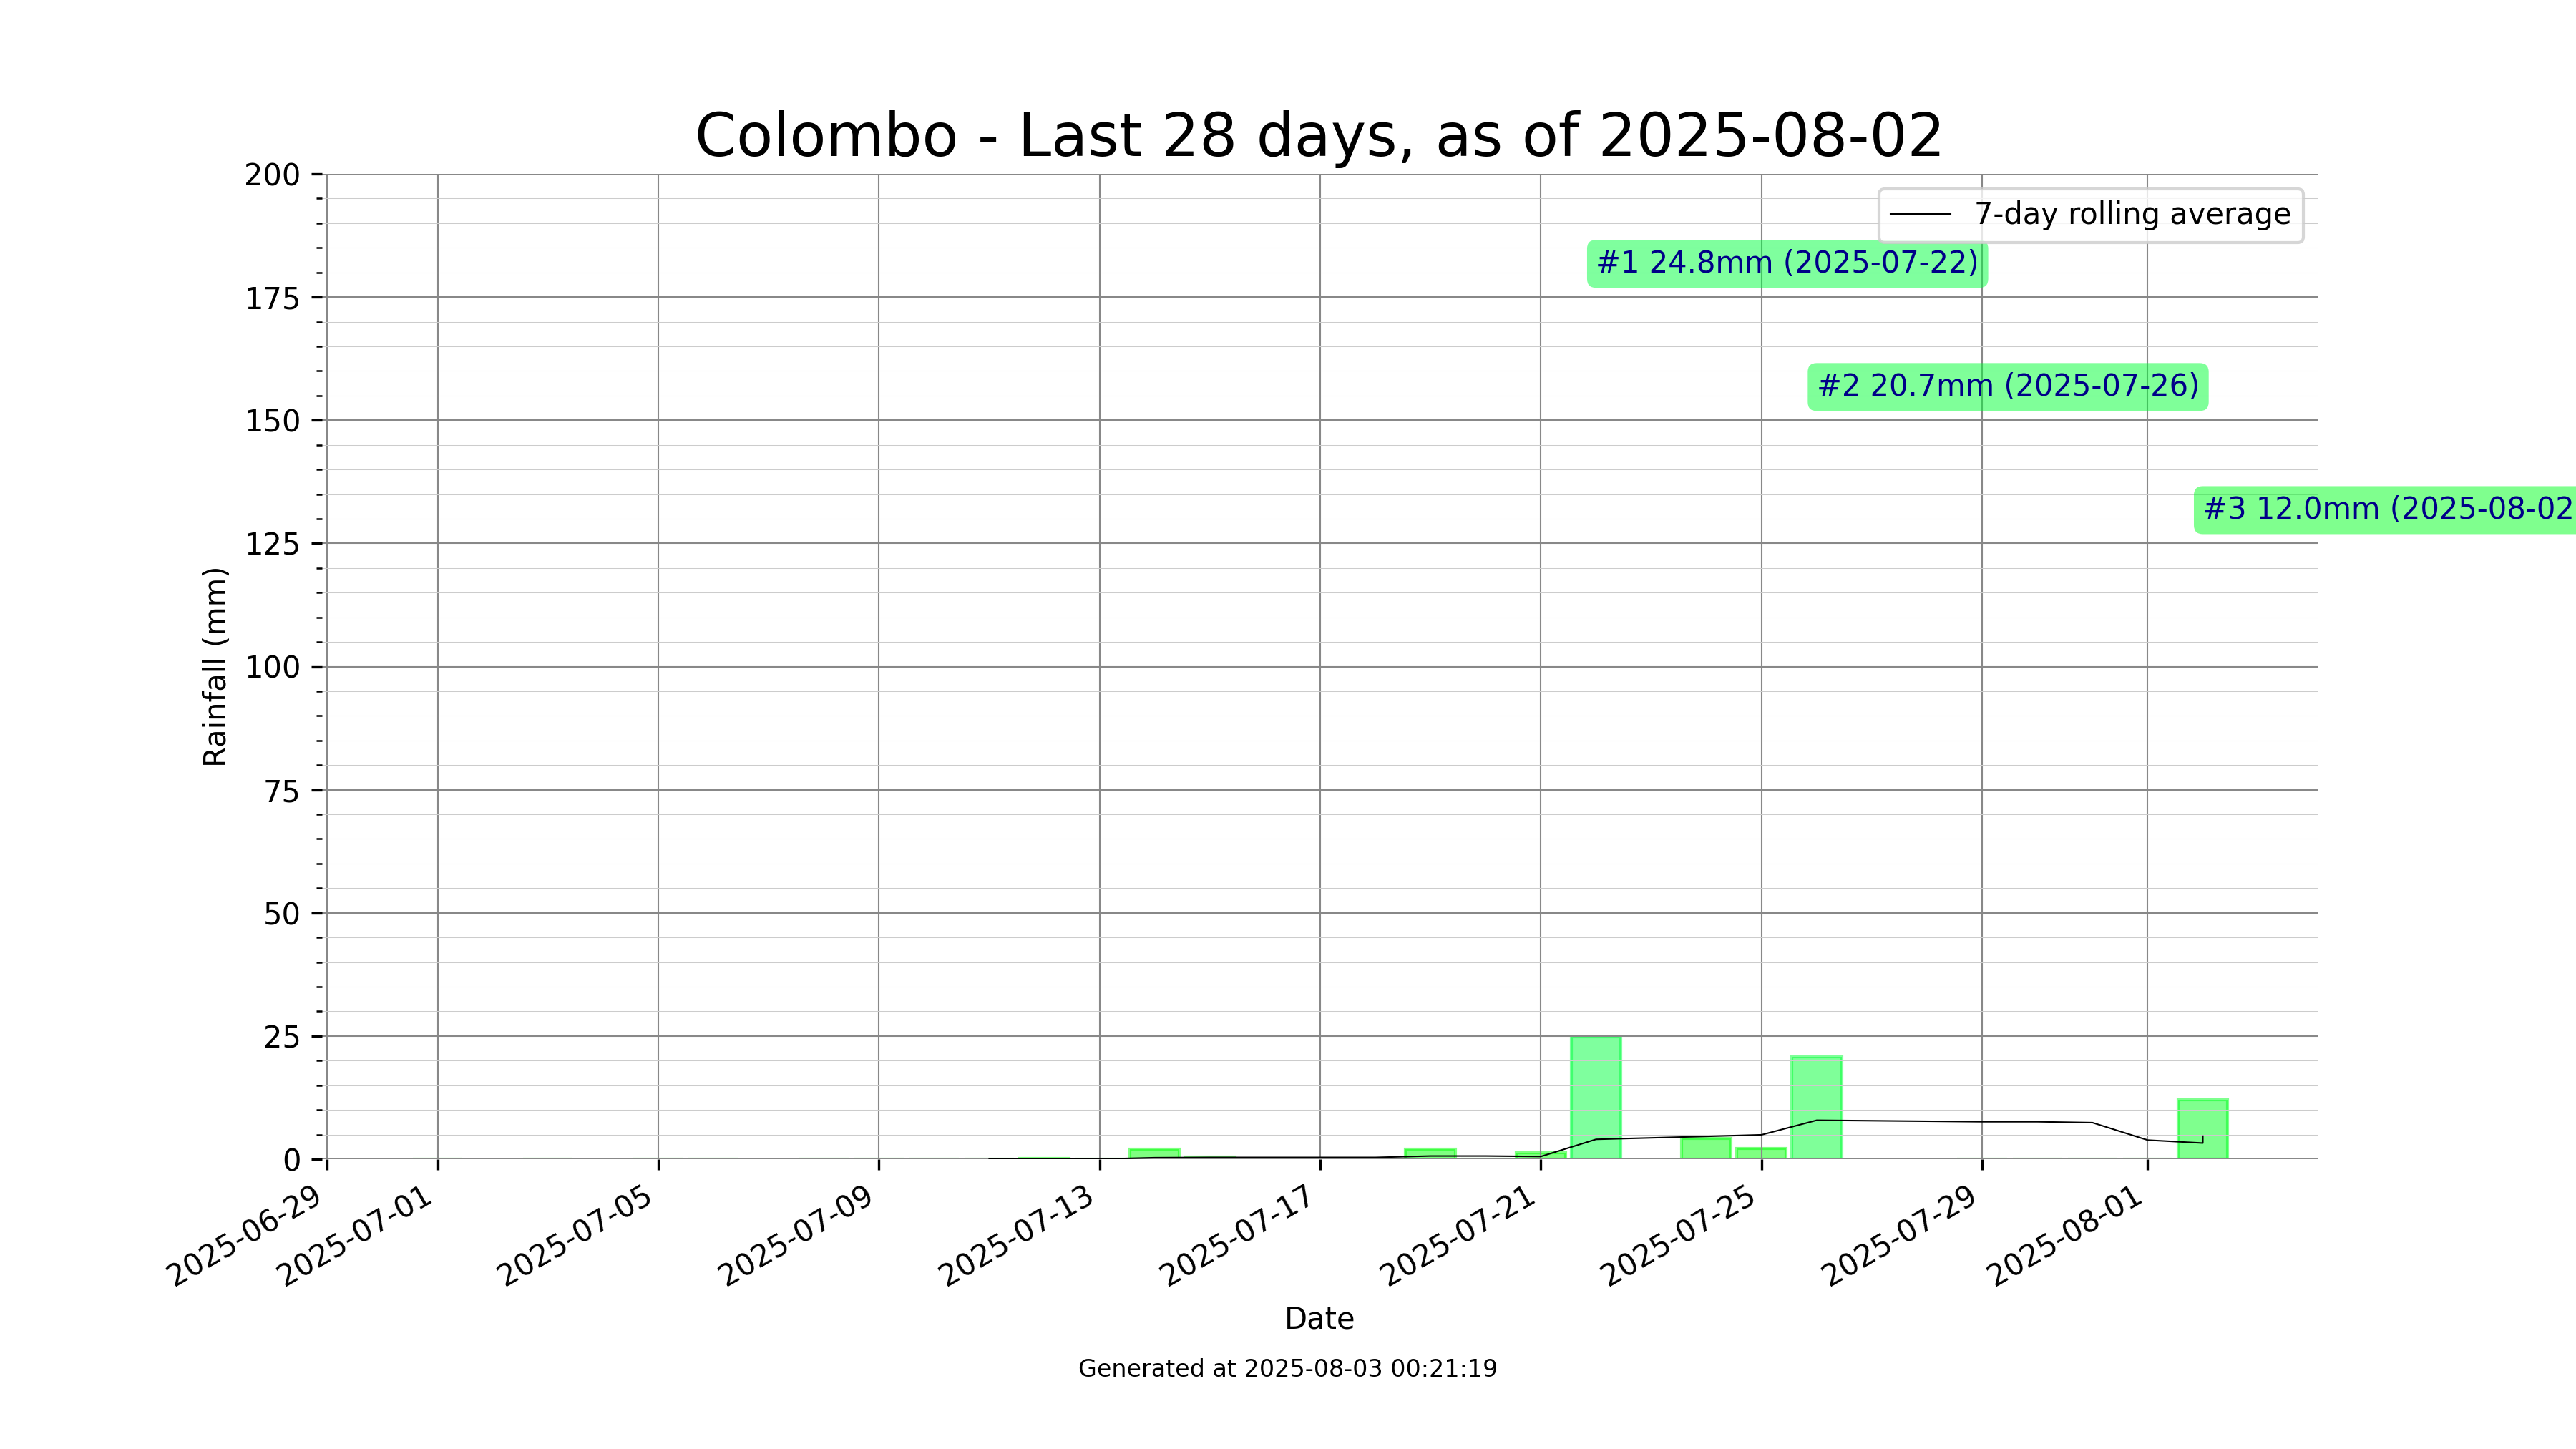 Colombo - Last 28 days, as of 2025-08-02
200
175
150
125
100
75
50
25
0
Rainfall (mm)
7-day rolling average
#1 24.8mm (2025-07-22)
#2 20.7mm (2025-07-26)
#3 12.0mm (2025-08-02
2025-06-29
2025-07-01
2025-07-05
2025-07-09
2025-07-13
2025-07-17
2025-07-21
2025-07-25
2025-07-29
2025-08-01
Date
Generated at 2025-08-03 00:21:19